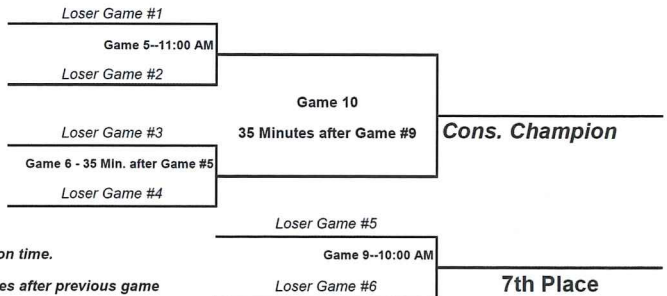 Loser Game #1
Game 5--11:00 AM
Loser Game #2
Game 10
35 Minutes after Game #9
Cons. Champion
Loser Game #3
Game 6 - 35 Min. after Game #5
Loser Game #4
Loser Game #5
on time.
Game 9--10:00 AM
es after previous game
Loser Game #6
7th Place